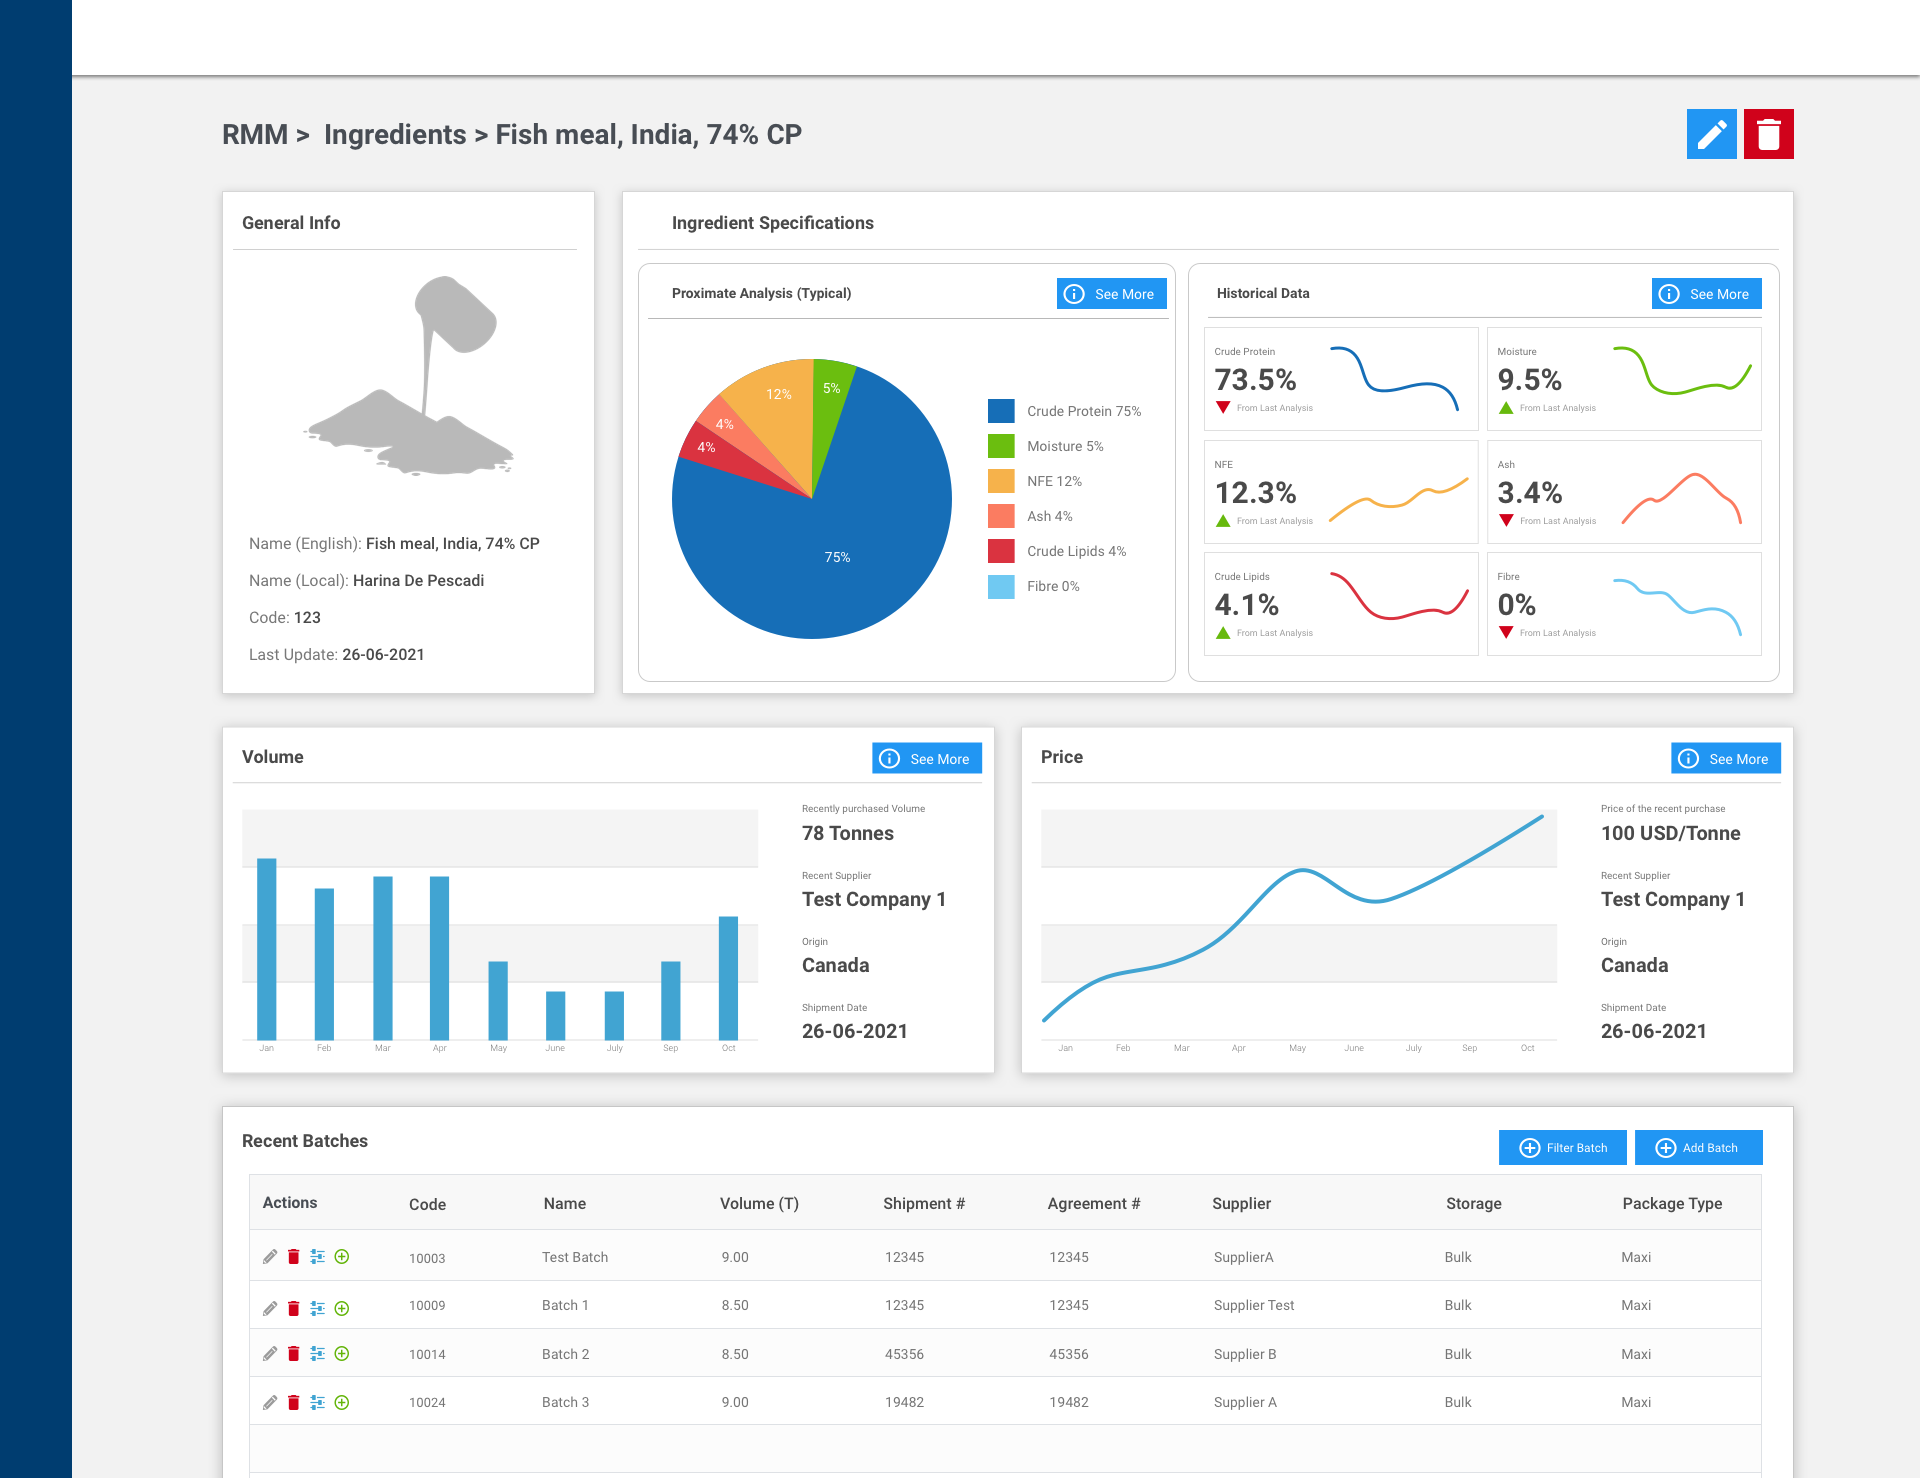 RMM > Ingredients > Fish meal, India, 74% CP
General Info
Name (English): Fish meal, India, 74% CP
Name (Local): Harina De Pescadi
Code: 123
Last Update: 26-06-2021
Ingredient Specifications
Proximate Analysis (Typical)
See More
12%
5%
4%
4%
75%
Crude Protein 75%
Moisture 5%
NFE 12%
Ash 4%
Crude Lipids 4%
Fibre 0%
Historical Data
See More
Crude Protein
73.5%
From Last Analysis
Moisture
9.5%
From Last Analysis
NFE
12.3%
From Last Analysis
Ash
3.4%
From Last Analysis
Crude Lipids
4.1%
From Last Analysis
Fibre
0%
From Last Analysis
Volume
See More
Jan Feb Mar Apr May June July Sep Oct
Recently purchased Volume
78 Tonnes
Recent Supplier
Test Company 1
Origin
Canada
Shipment Date
26-06-2021
Price
See More
Jan Feb Mar Apr May June July Sep Oct
Price of the recent purchase
100 USD/Tonne
Recent Supplier
Test Company 1
Origin
Canada
Shipment Date
26-06-2021
Recent Batches
Filter Batch
Add Batch
Actions Code Name Volume (T) Shipment # Agreement # Supplier Storage Package Type
10003 Test Batch 9.00 12345 12345 SupplierA Bulk Maxi
10009 Batch 1 8.50 12345 12345 Supplier Test Bulk Maxi
10014 Batch 2 8.50 45356 45356 Supplier B Bulk Maxi
10024 Batch 3 9.00 19482 19482 Supplier A Bulk Maxi